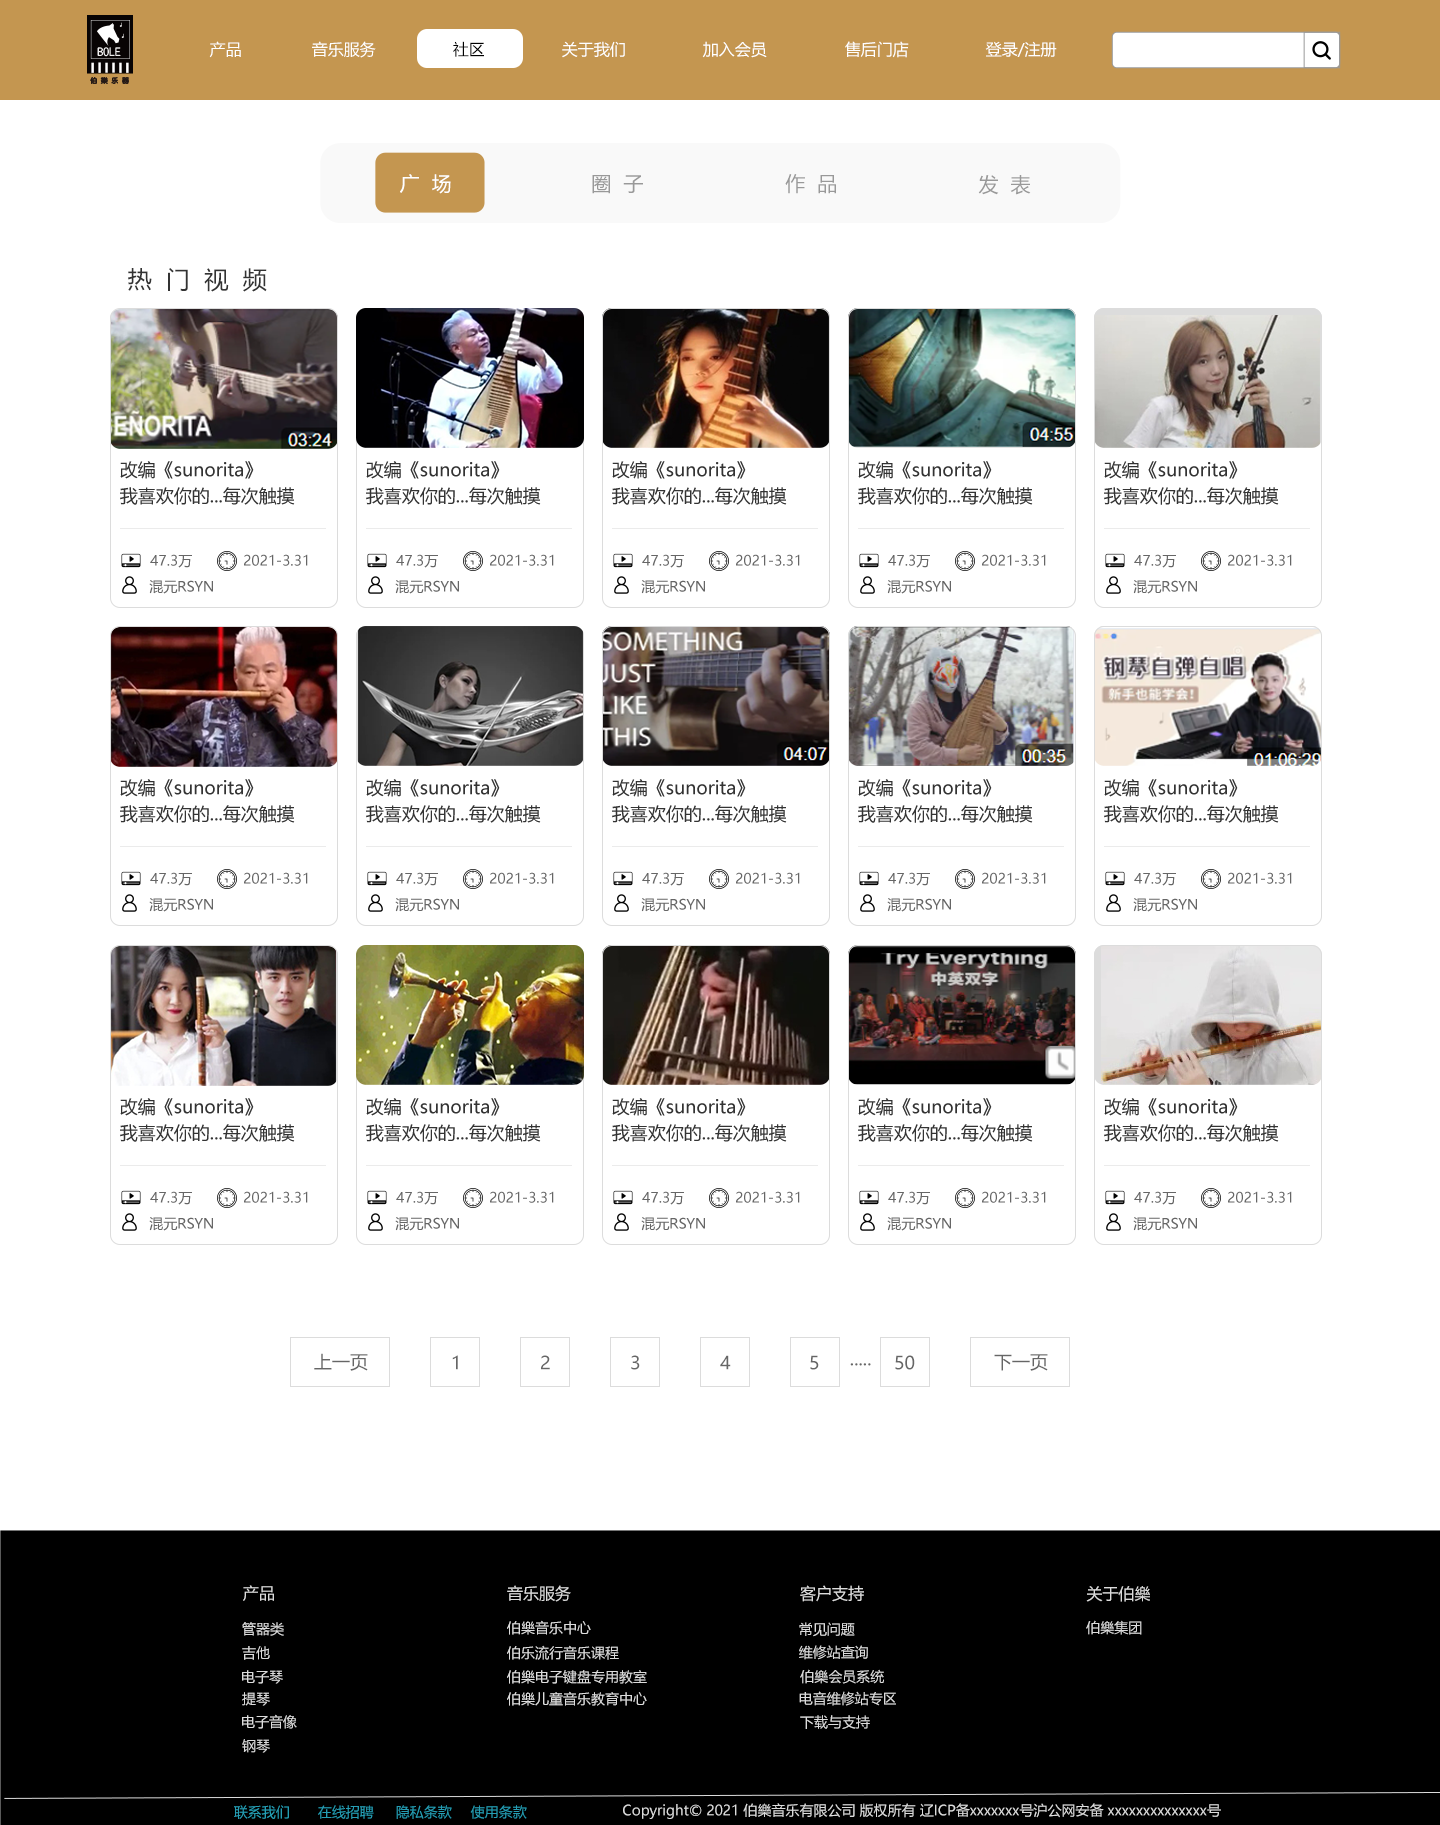 BOLE
伯樂乐器
产品 音乐服务 社区 关于我们 加入会员 售后门店 登录/注册
广场 圈子 作品 发表
热门视频
EÑORITA
03:24
04:55
改编《sunorita》 改编《sunorita》 改编《sunorita》 改编《sunorita》 改编《sunorita》
我喜欢你的...每次触摸 我喜欢你的...每次触摸 我喜欢你的...每次触摸 我喜欢你的...每次触摸 我喜欢你的...每次触摸
47.3万 2021-3.31 47.3万 2021-3.31 47.3万 2021-3.31 47.3万 2021-3.31 47.3万 2021-3.31
混元RSYN 混元RSYN 混元RSYN 混元RSYN 混元RSYN
SOMETHING
JUST
LIKE
THIS
04:07
00:35
钢琴自弹自唱
新手也能学会!
01:06:29
改编《sunorita》 改编《sunorita》 改编《sunorita》 改编《sunorita》 改编《sunorita》
我喜欢你的...每次触摸 我喜欢你的...每次触摸 我喜欢你的...每次触摸 我喜欢你的...每次触摸 我喜欢你的...每次触摸
47.3万 2021-3.31 47.3万 2021-3.31 47.3万 2021-3.31 47.3万 2021-3.31 47.3万 2021-3.31
混元RSYN 混元RSYN 混元RSYN 混元RSYN 混元RSYN
Try Everything
中英双字
改编《sunorita》 改编《sunorita》 改编《sunorita》 改编《sunorita》 改编《sunorita》
我喜欢你的...每次触摸 我喜欢你的...每次触摸 我喜欢你的...每次触摸 我喜欢你的...每次触摸 我喜欢你的...每次触摸
47.3万 2021-3.31 47.3万 2021-3.31 47.3万 2021-3.31 47.3万 2021-3.31 47.3万 2021-3.31
混元RSYN 混元RSYN 混元RSYN 混元RSYN 混元RSYN
上一页 1 2 3 4 5 ..... 50 下一页
产品
管器类
吉他
电子琴
提琴
电子音像
钢琴
音乐服务
伯樂音乐中心
伯乐流行音乐课程
伯樂电子键盘专用教室
伯樂儿童音乐教育中心
客户支持
常见问题
维修站查询
伯樂会员系统
电音维修站专区
下载与支持
关于伯樂
伯樂集团
联系我们 在线招聘 隐私条款 使用条款 Copyright© 2021 伯樂音乐有限公司 版权所有 辽ICP备xxxxxxx号沪公网安备 xxxxxxxxxxxxxx号